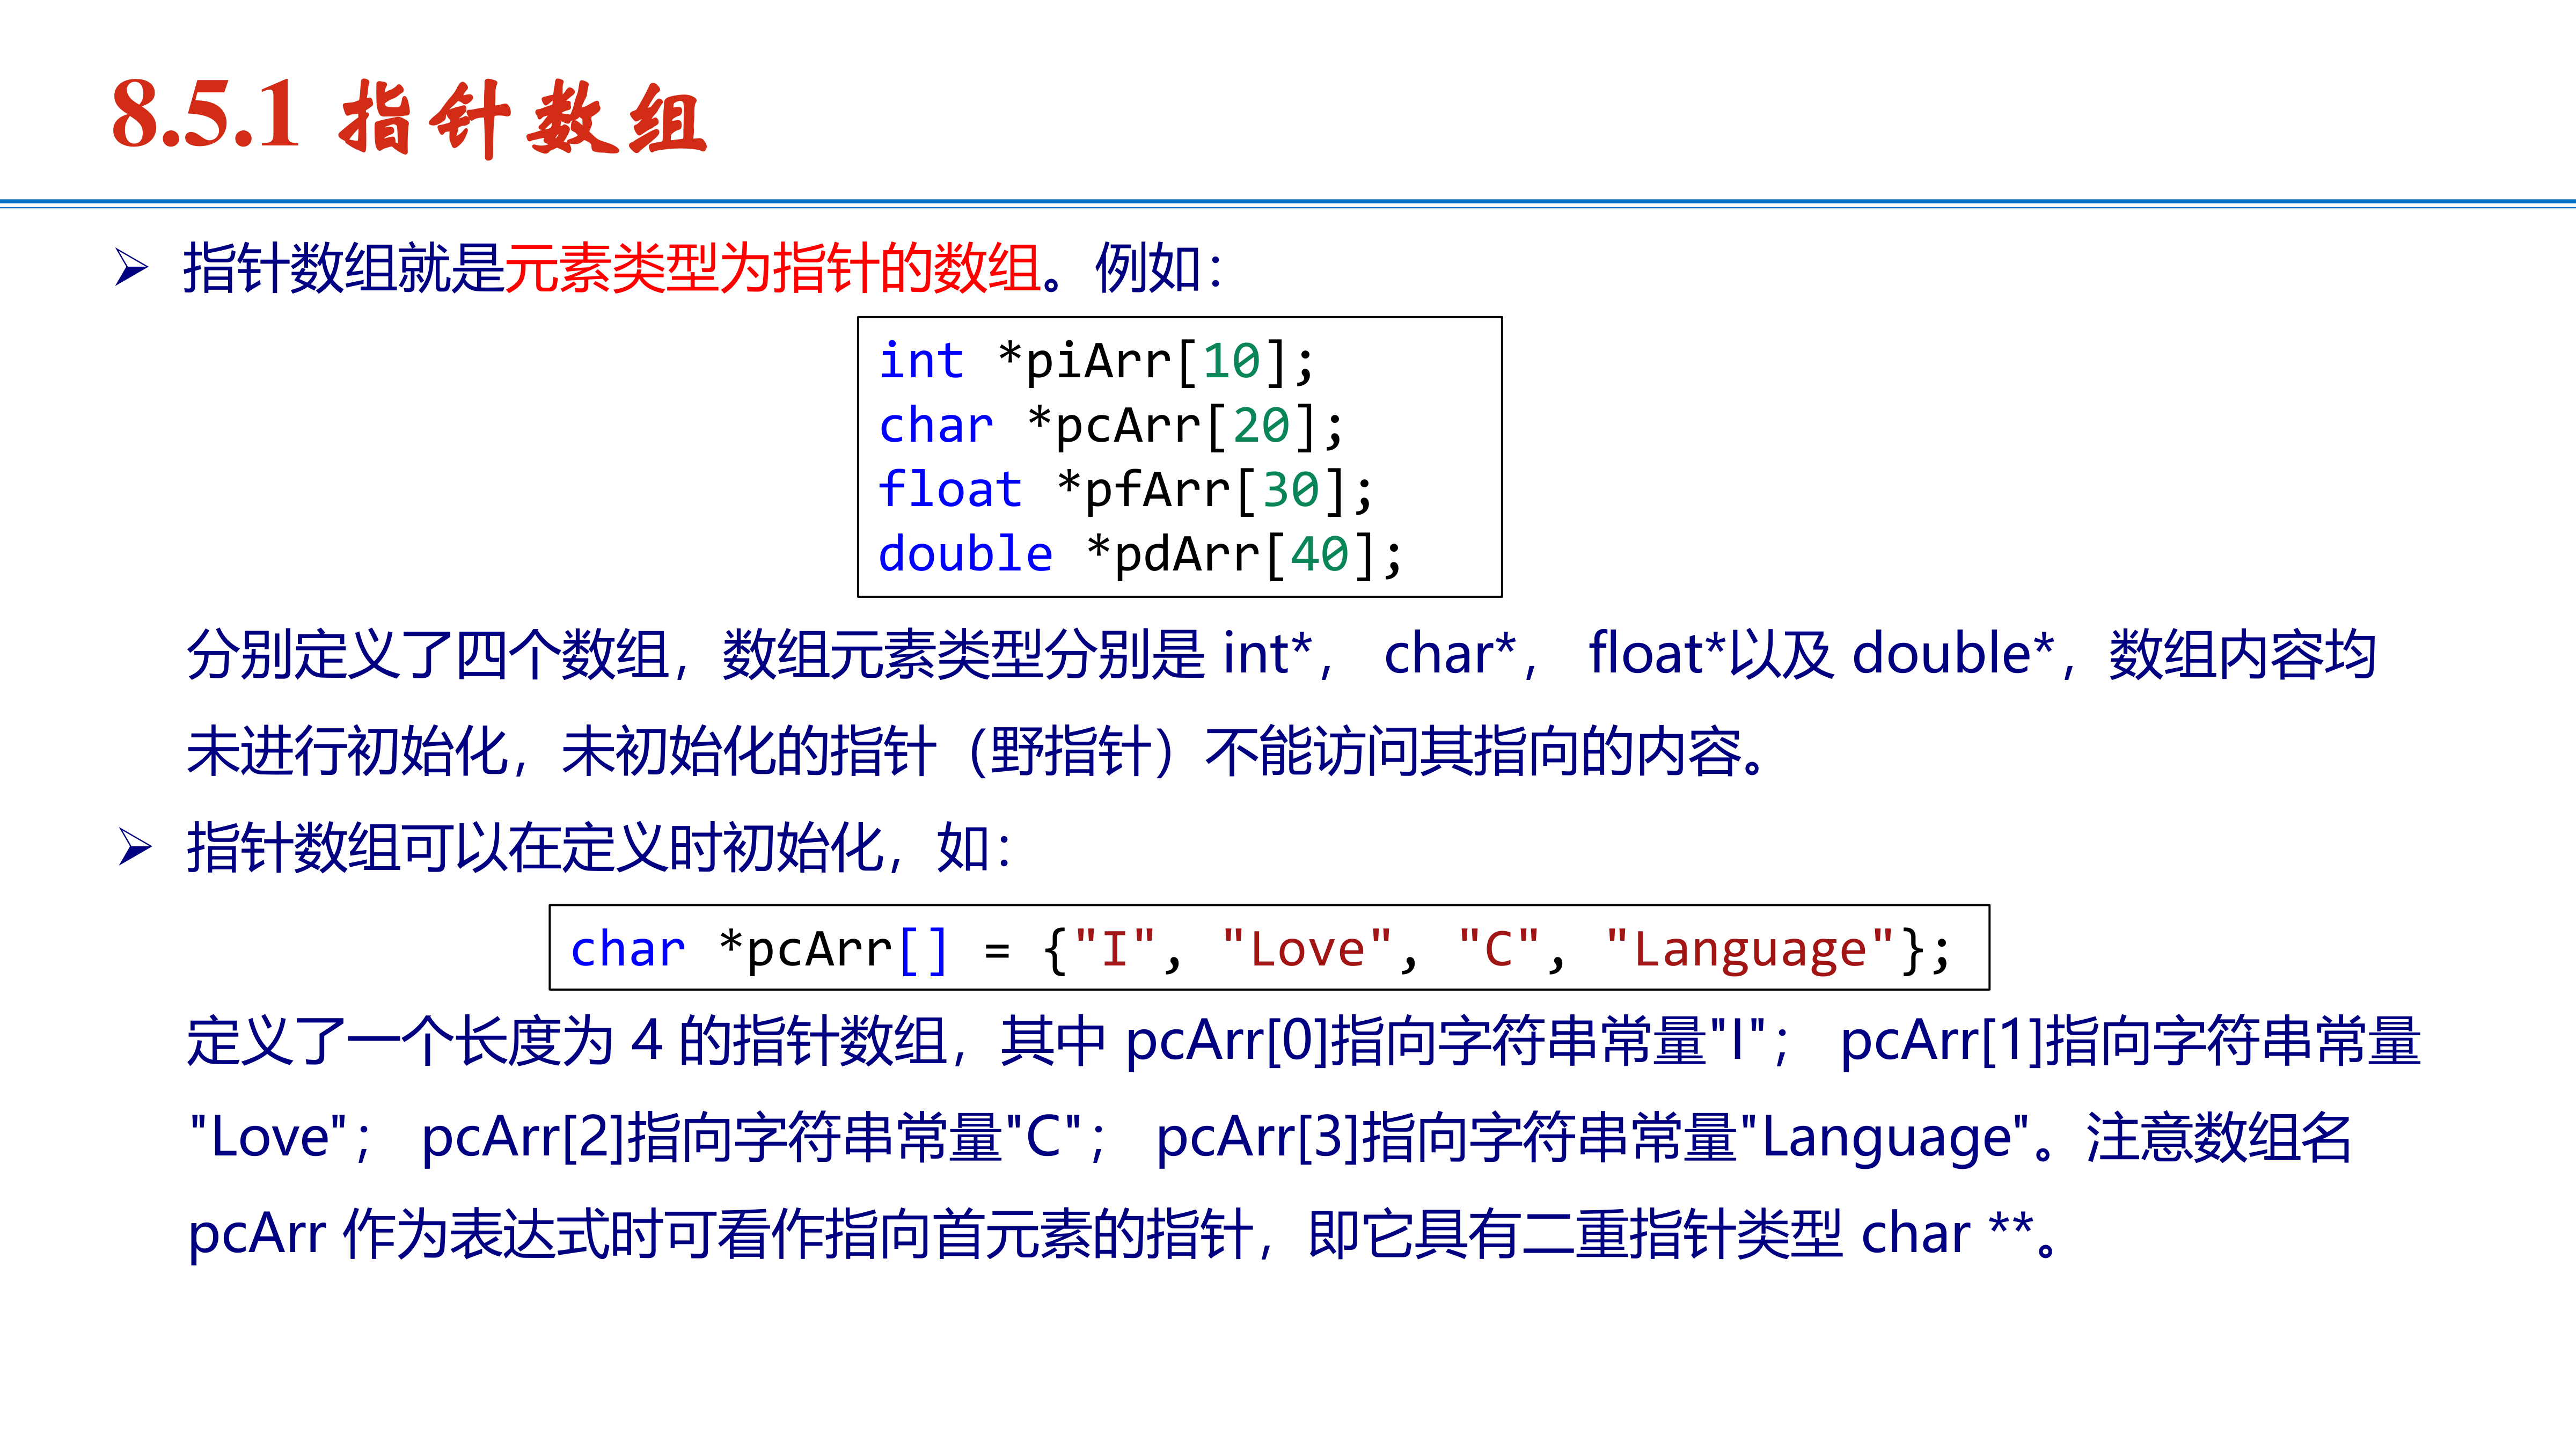 8.5.1 指针数组
➢ 指针数组就是元素类型为指针的数组。例如：
int *piArr[10];
char *pcArr[20];
float *pfArr[30];
double *pdArr[40];
分别定义了四个数组，数组元素类型分别是 int*， char*， float*以及 double*，数组内容均
未进行初始化，未初始化的指针（野指针）不能访问其指向的内容。
➢ 指针数组可以在定义时初始化，如：
char *pcArr[] = {"I", "Love", "C", "Language"};
定义了一个长度为 4 的指针数组，其中 pcArr[0]指向字符串常量"I"； pcArr[1]指向字符串常量
"Love"； pcArr[2]指向字符串常量"C"； pcArr[3]指向字符串常量"Language"。注意数组名
pcArr 作为表达式时可看作指向首元素的指针，即它具有二重指针类型 char **。